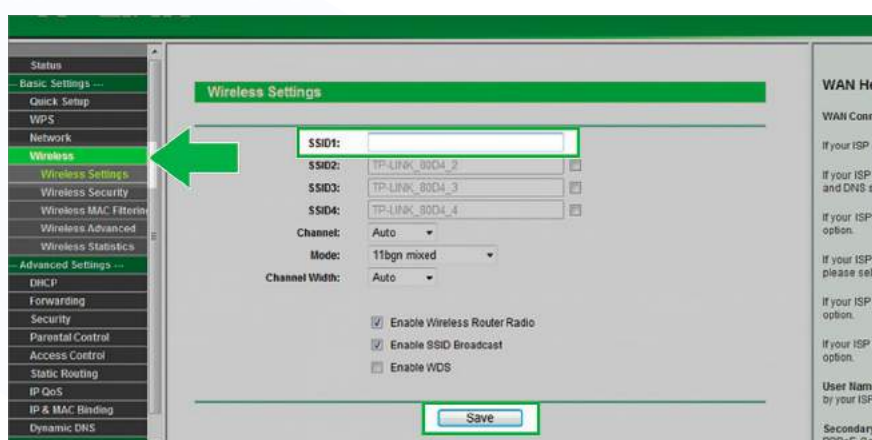 Status
--- Basic Settings ---
Quick Setup
WPS
Network
Wireless
Wireless Settings
Wireless Security
Wireless MAC Filtering
Wireless Advanced
Wireless Statistics
--- Advanced Settings ---
DHCP
Forwarding
Security
Parental Control
Access Control
Static Routing
IP QoS
IP & MAC Binding
Dynamic DNS
Wireless Settings
SSID1:
SSID2: TP-LINK_80D4_2
SSID3: TP-LINK_80D4_3
SSID4: TP-LINK_80D4_4
Channel: Auto
Mode: 11bgn mixed
Channel Width: Auto
Enable Wireless Router Radio
Enable SSID Broadcast
Enable WDS
Save
WAN He
WAN Conn
If your ISP
If your ISP
and DNS s
If your ISP
option.
If your ISP
please sel
If your ISP
option.
If your ISP
option.
User Nam
by your ISP
Secondary